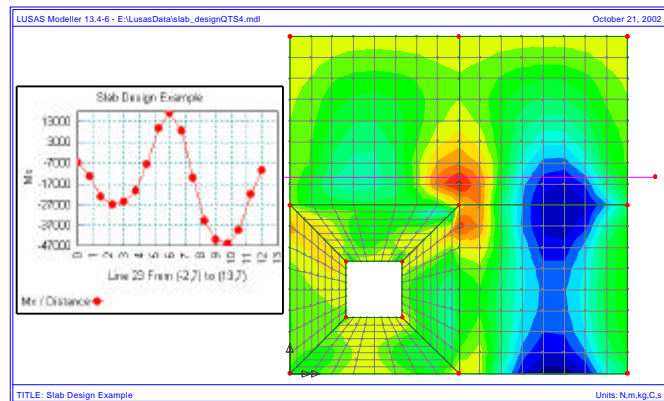 LUSAS Modeller 13.4-6 - E:\LusasData\slab_designQTS4.mdl
October 21, 2002
Slab Design Example
13000
3000
-7000
-17000
-27000
-37000
-47000
Mx
0 1 2 3 4 5 6 7 8 9 10 11 12 13
Line 23 From (-2,7) to (13,7)
Mx / Distance
TITLE: Slab Design Example
Units: N,m,kg,C,s